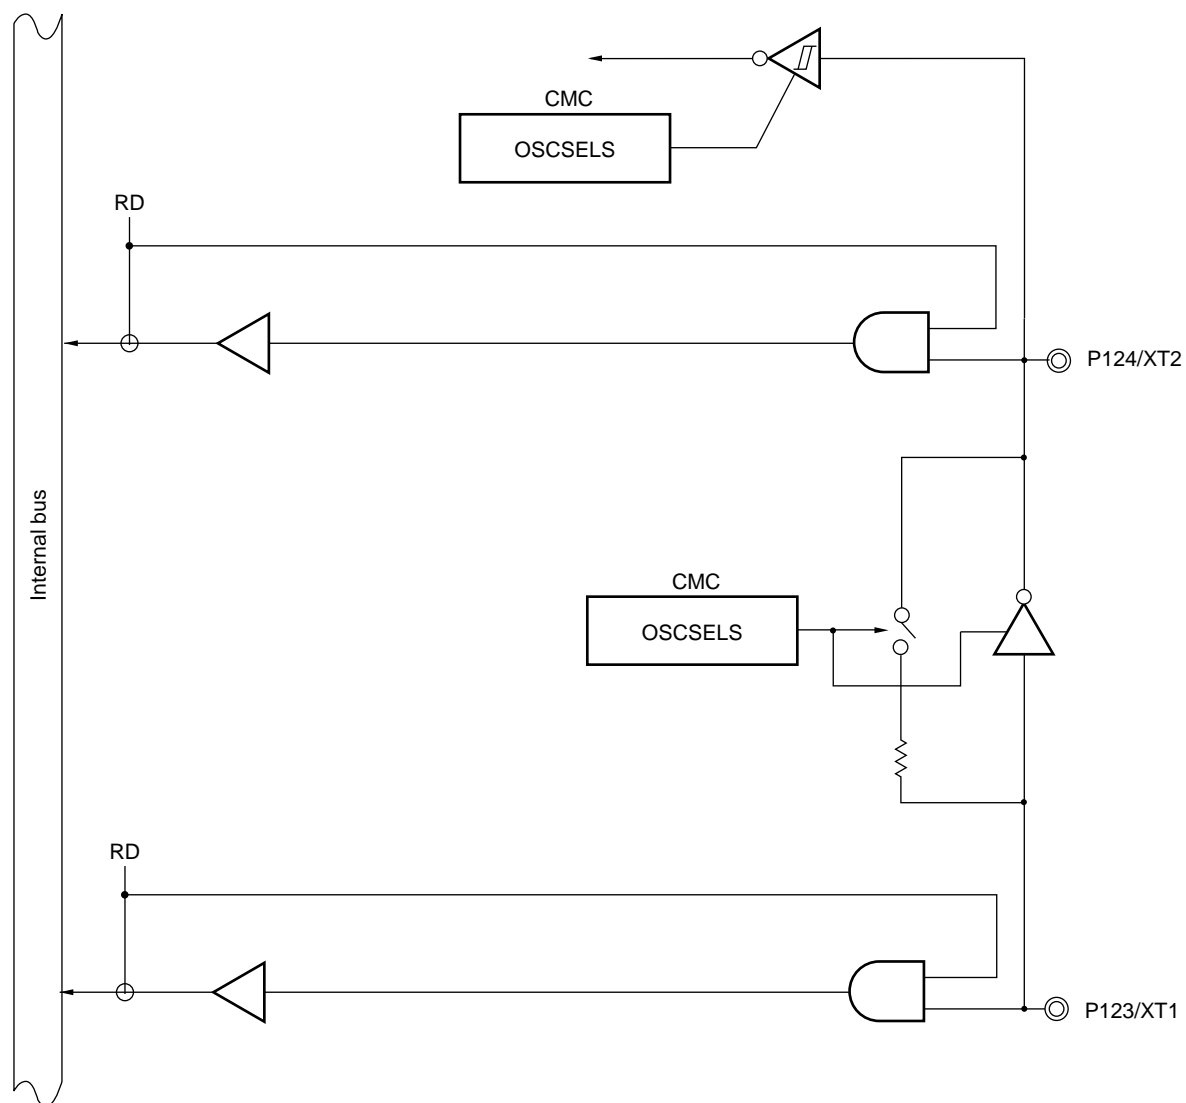 CMC
OSCSELS
RD
P124/XT2
Internal bus
CMC
OSCSELS
RD
P123/XT1